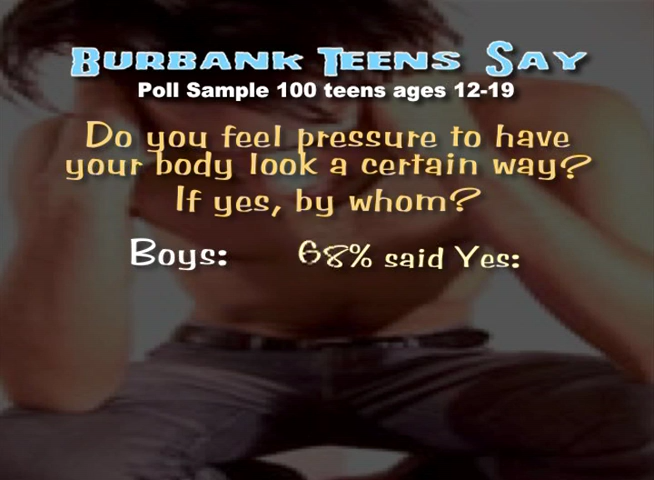 Burbank Teens Say
Poll Sample 100 teens ages 12-19
Do you feel pressure to have
your body look a certain way?
If yes, by whom?
Boys: 68% said Yes: